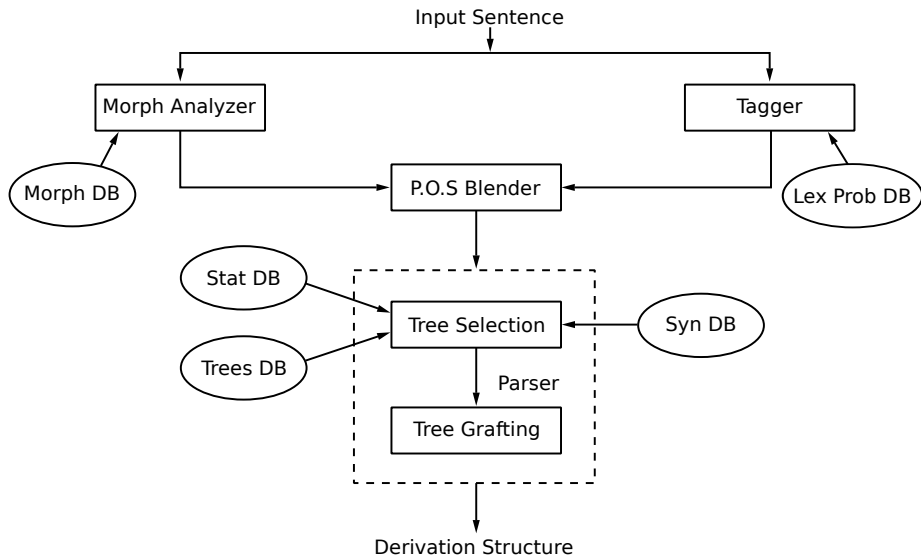 Input Sentence
Morph Analyzer
Tagger
Morph DB
P.O.S Blender
Lex Prob DB
Stat DB
Tree Selection
Syn DB
Trees DB
Parser
Tree Grafting
Derivation Structure